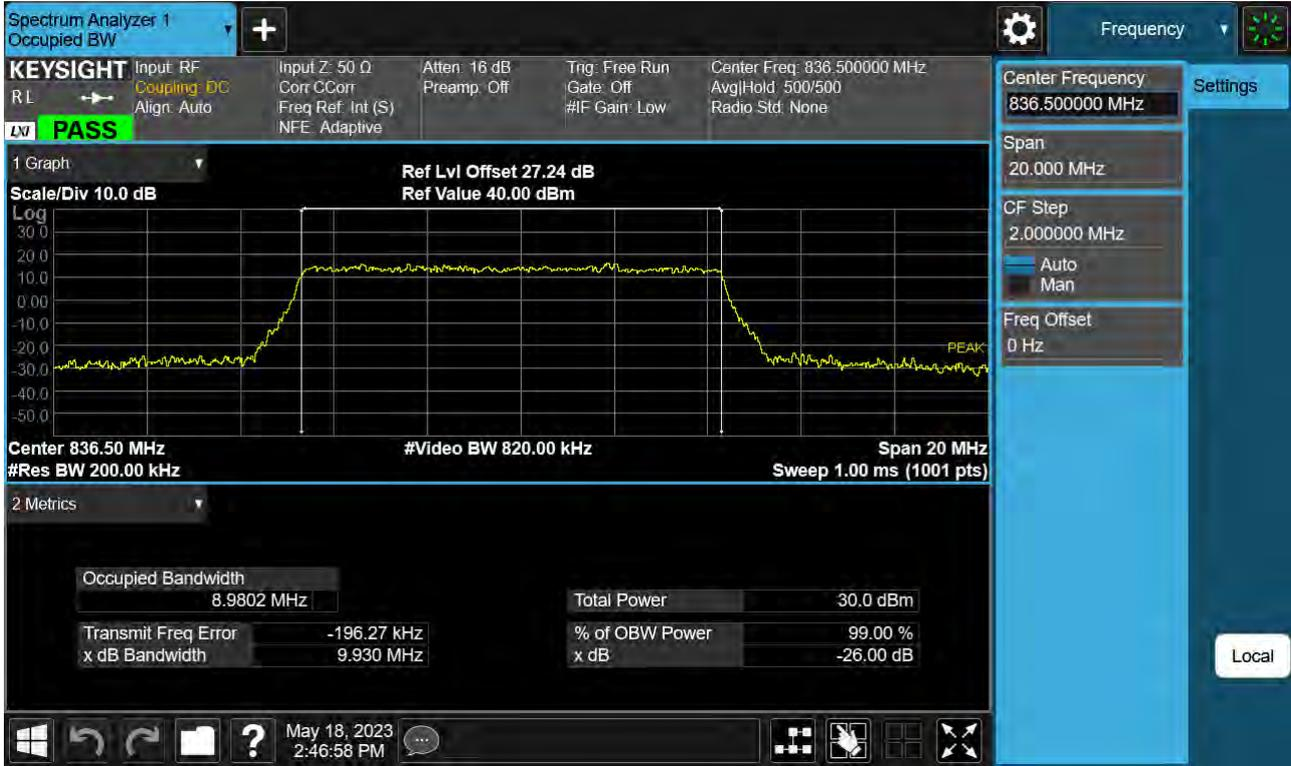 Spectrum Analyzer 1
Occupied BW
+
Frequency
KEYSIGHT
RL
LXI PASS
Input: RF
Coupling: DC
Align: Auto
Input Z: 50 Ω
Corr CCorr
Freq Ref: Int (S)
NFE: Adaptive
Atten: 16 dB
Preamp: Off
Trig: Free Run
Gate: Off
#IF Gain: Low
Center Freq: 836.500000 MHz
Avg|Hold: 500/500
Radio Std: None
Center Frequency
836.500000 MHz
Settings
Span
20.000 MHz
CF Step
2.000000 MHz
Auto
Man
Freq Offset
0 Hz
1 Graph
Scale/Div 10.0 dB
Ref Lvl Offset 27.24 dB
Ref Value 40.00 dBm
Log
30.0
20.0
10.0
0.00
-10.0
-20.0
-30.0
-40.0
-50.0
PEAK
Center 836.50 MHz
#Video BW 820.00 kHz
Span 20 MHz
#Res BW 200.00 kHz
Sweep 1.00 ms (1001 pts)
2 Metrics
Occupied Bandwidth
8.9802 MHz
Total Power 30.0 dBm
Transmit Freq Error -196.27 kHz
% of OBW Power 99.00 %
x dB Bandwidth 9.930 MHz
x dB -26.00 dB
Local
?
May 18, 2023
2:46:58 PM